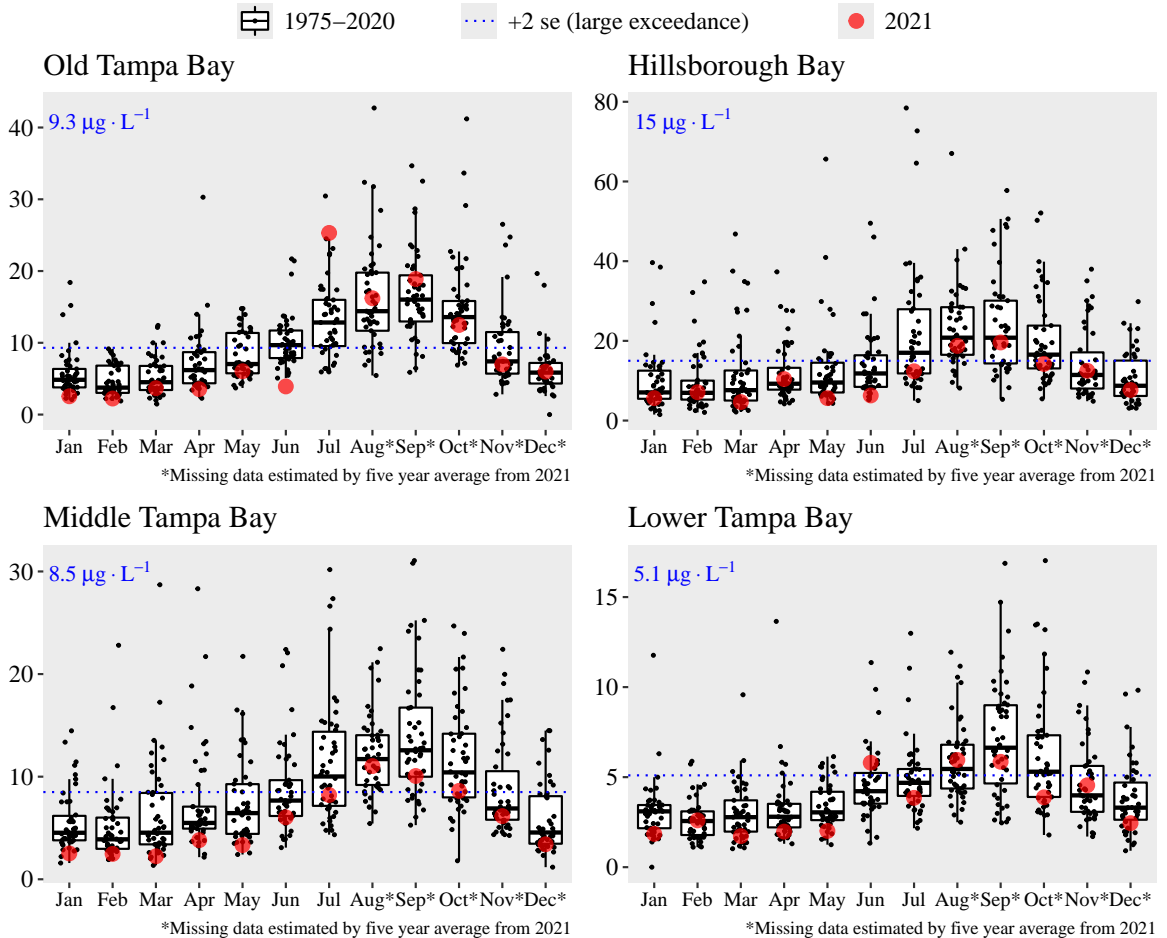 1975−2020 +2 se (large exceedance) 2021
Old Tampa Bay
9.3 μg · L⁻¹
40
30
20
10
0
Jan Feb Mar Apr May Jun Jul Aug* Sep* Oct* Nov* Dec*
*Missing data estimated by five year average from 2021
Hillsborough Bay
15 μg · L⁻¹
80
60
40
20
0
Jan Feb Mar Apr May Jun Jul Aug* Sep* Oct* Nov* Dec*
*Missing data estimated by five year average from 2021
Middle Tampa Bay
8.5 μg · L⁻¹
30
20
10
0
Jan Feb Mar Apr May Jun Jul Aug* Sep* Oct* Nov* Dec*
*Missing data estimated by five year average from 2021
Lower Tampa Bay
5.1 μg · L⁻¹
15
10
5
0
Jan Feb Mar Apr May Jun Jul Aug* Sep* Oct* Nov* Dec*
*Missing data estimated by five year average from 2021